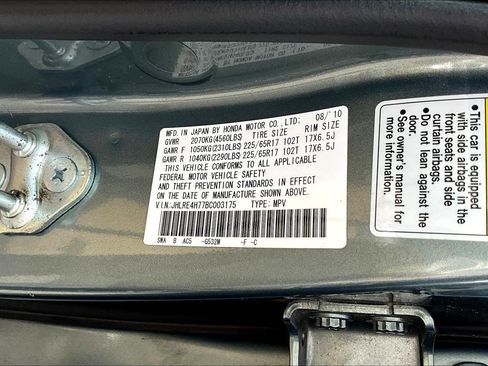 MFD. IN JAPAN BY HONDA MOTOR CO., LTD: 08/'10
GVWR 2070KG(4560LBS) TIRE SIZE RIM SIZE
GAWR F 1050KG(2310LBS) 225/65R17 102T 17X6.5J
GAWR R 1040KG(2290LBS) 225/65R17 102T 17X6.5J
THIS VEHICLE CONFORMS TO ALL APPLICABLE
FEDERAL MOTOR VEHICLE SAFETY
AND THEFT PREVENTION STANDARDS IN EFFECT
ON THE DATE OF MANUFACTURE SHOWN ABOVE.
V.I.N:JHLRE4H77BC003175 TYPE: MPV
SWA B AC5 -G532M -F -C
•This car is equipped
with side airbags in the
front seats and side
curtain airbags.
•Do not lean against the
door.
•See owner's manual for
more information.